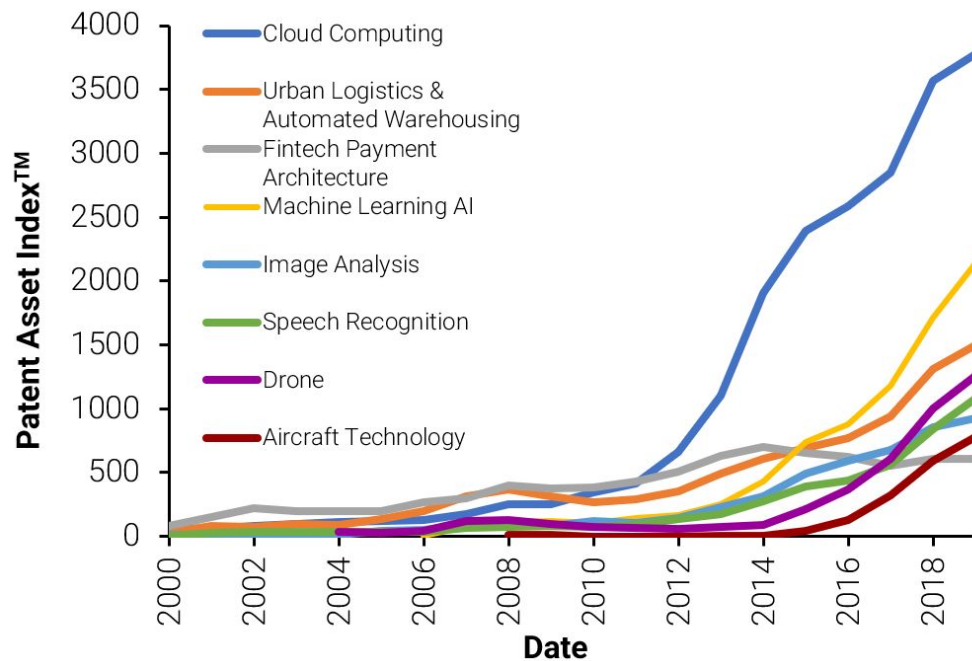 4000
3500
3000
2500
2000
1500
1000
500
0
Patent Asset Index™
Cloud Computing
Urban Logistics &
Automated Warehousing
Fintech Payment
Architecture
Machine Learning AI
Image Analysis
Speech Recognition
Drone
Aircraft Technology
2000
2002
2004
2006
2008
2010
2012
2014
2016
2018
Date